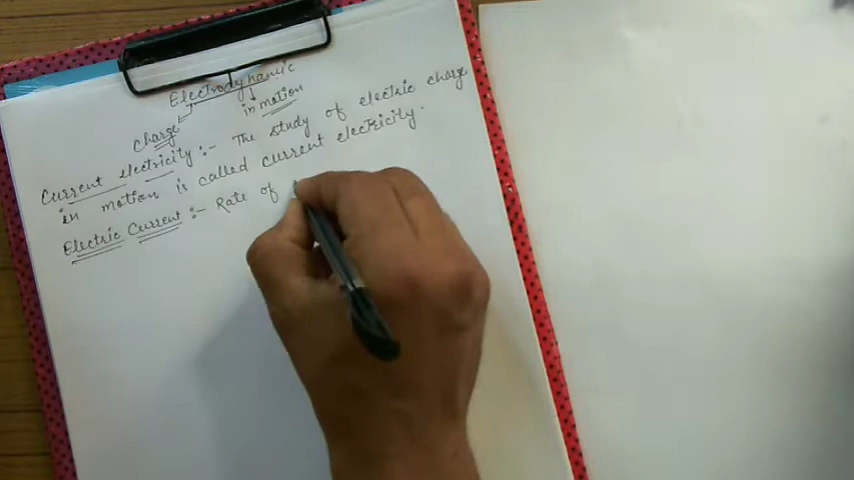 Electrodynamic
charge in motion
Current electricity :- The study of electric charge
in motion is called current electricity.
Electric Current :- Rate of